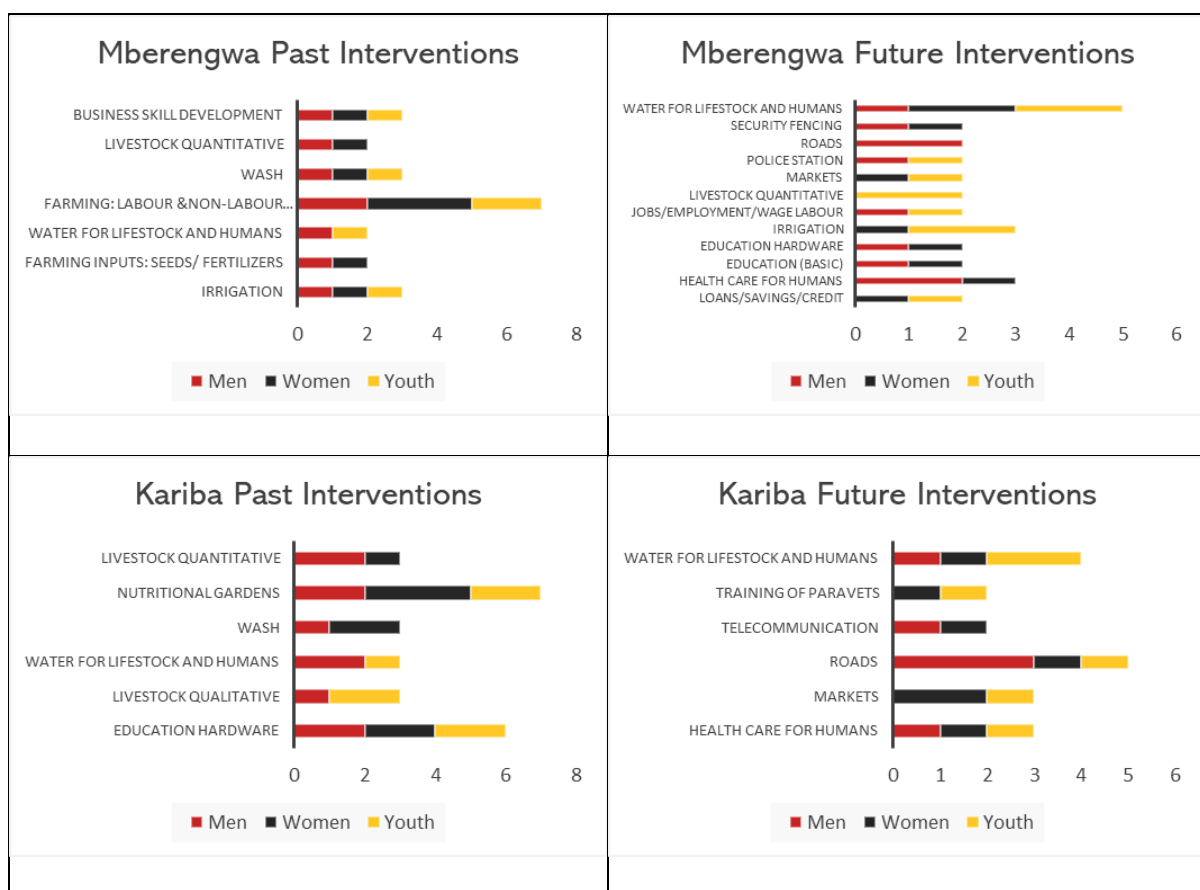 Mberengwa Past Interventions
BUSINESS SKILL DEVELOPMENT
LIVESTOCK QUANTITATIVE
WASH
FARMING: LABOUR &NON-LABOUR...
WATER FOR LIFESTOCK AND HUMANS
FARMING INPUTS: SEEDS/ FERTILIZERS
IRRIGATION
0 2 4 6 8
Men Women Youth
Mberengwa Future Interventions
WATER FOR LIFESTOCK AND HUMANS
SECURITY FENCING
ROADS
POLICE STATION
MARKETS
LIVESTOCK QUANTITATIVE
JOBS/EMPLOYMENT/WAGE LABOUR
IRRIGATION
EDUCATION HARDWARE
EDUCATION (BASIC)
HEALTH CARE FOR HUMANS
LOANS/SAVINGS/CREDIT
0 1 2 3 4 5 6
Men Women Youth
Kariba Past Interventions
LIVESTOCK QUANTITATIVE
NUTRITIONAL GARDENS
WASH
WATER FOR LIFESTOCK AND HUMANS
LIVESTOCK QUALITATIVE
EDUCATION HARDWARE
0 2 4 6 8
Men Women Youth
Kariba Future Interventions
WATER FOR LIFESTOCK AND HUMANS
TRAINING OF PARAVETS
TELECOMMUNICATION
ROADS
MARKETS
HEALTH CARE FOR HUMANS
0 1 2 3 4 5 6
Men Women Youth